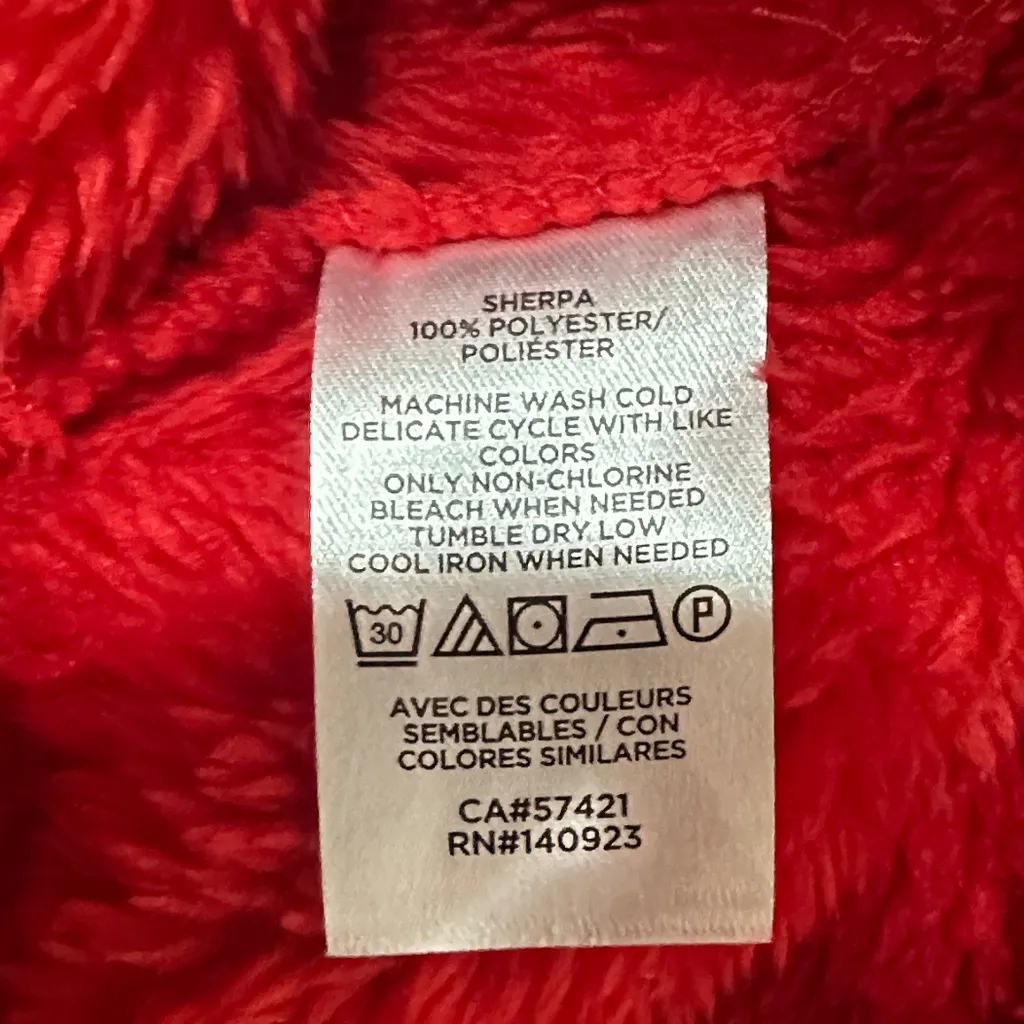 SHERPA
100% POLYESTER/
POLIÉSTER
MACHINE WASH COLD
DELICATE CYCLE WITH LIKE
COLORS
ONLY NON-CHLORINE
BLEACH WHEN NEEDED
TUMBLE DRY LOW
COOL IRON WHEN NEEDED
30 P
AVEC DES COULEURS
SEMBLABLES / CON
COLORES SIMILARES
CA#57421
RN#140923